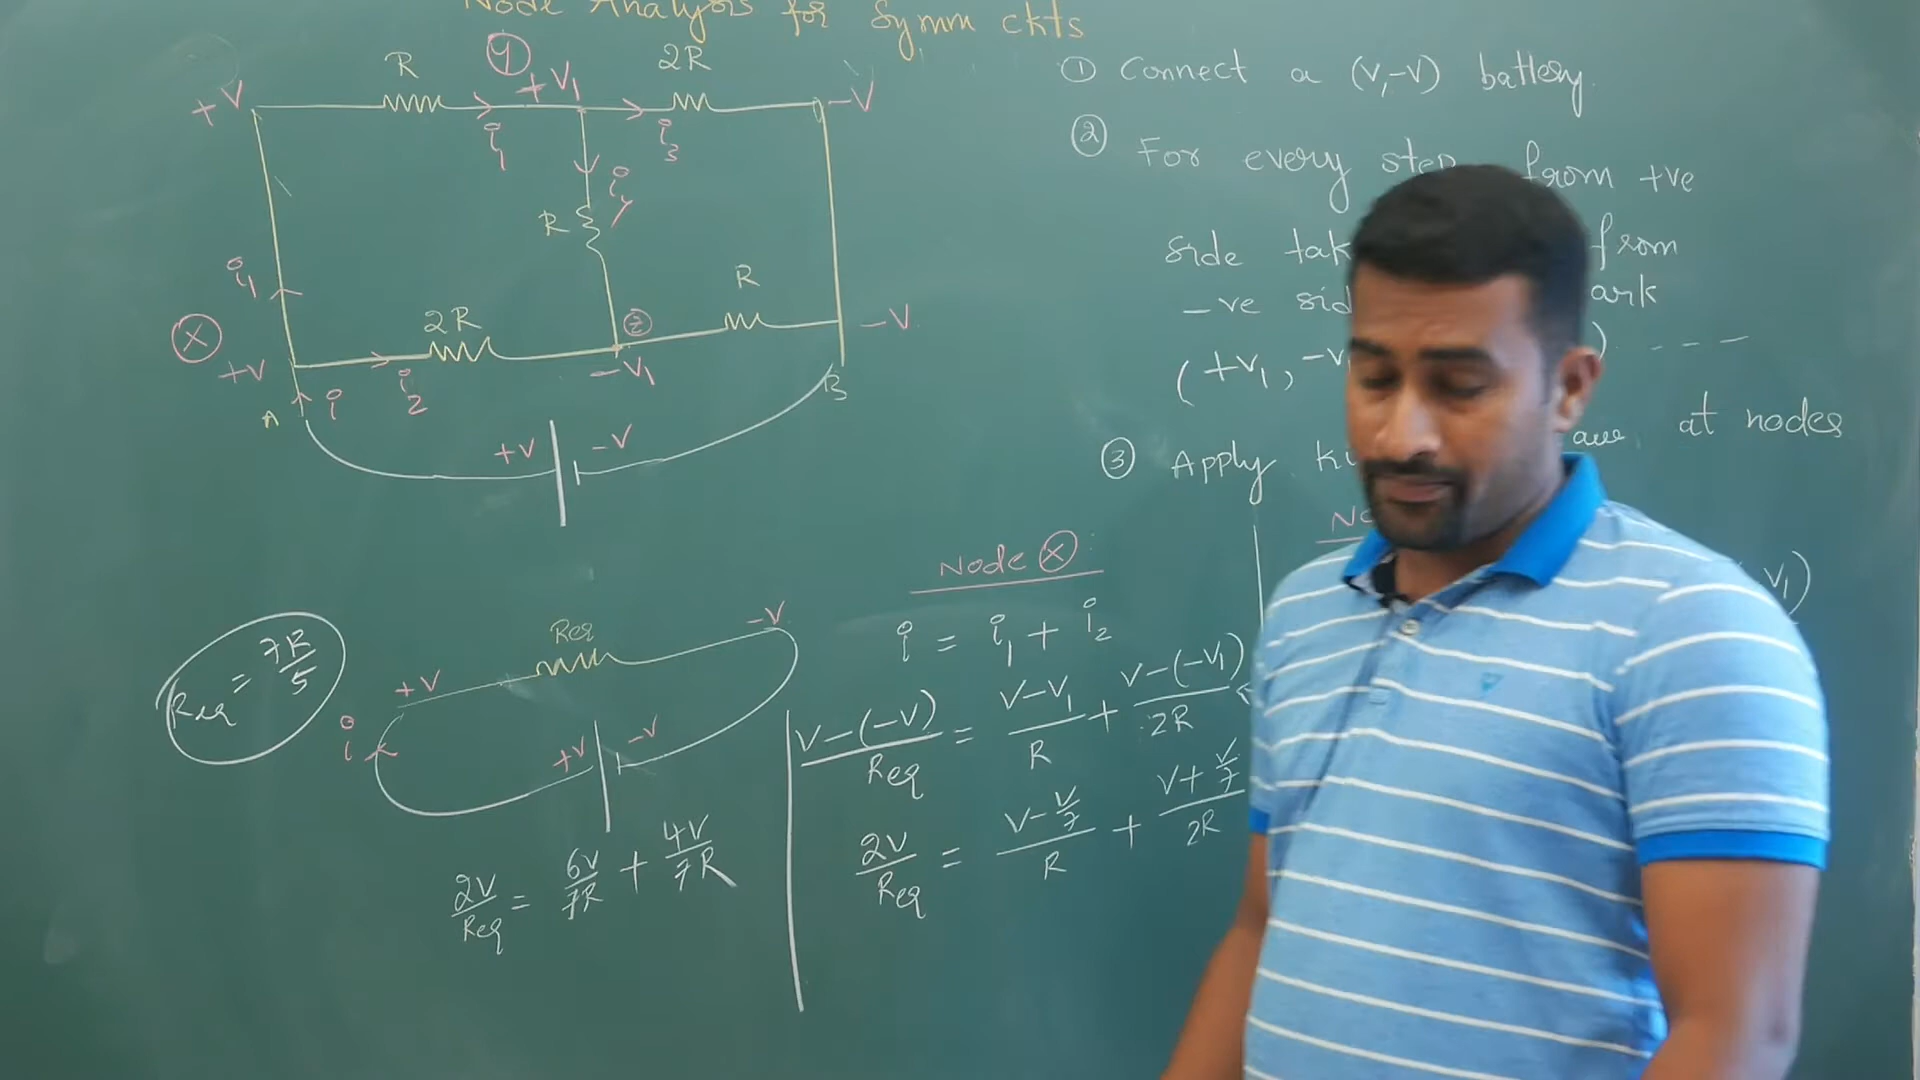 Node Analysis for Symm ckts
+V
R
y
+V₁
2R
-V
i₁
i₃
i₄
R
i₁
X
+V
2R
z
R
-V
i
i₂
-V₁
A
B
+V
-V
① Connect a (V,-V) battery.
② For every step from +ve
side from
-ve ark
(+V₁, -V ) ----
③ Apply at nodes
Node X :
i = i₁ + i₂
V-(-V)/Req = V-V₁/R + V-(-V₁)/2R
2V/Req = V-V/7/R + V+V/7/2R
V₁)
Req = 7R/5
Req
+V
-V
i
+V
-V
2V/Req = 6V/7R + 4V/7R